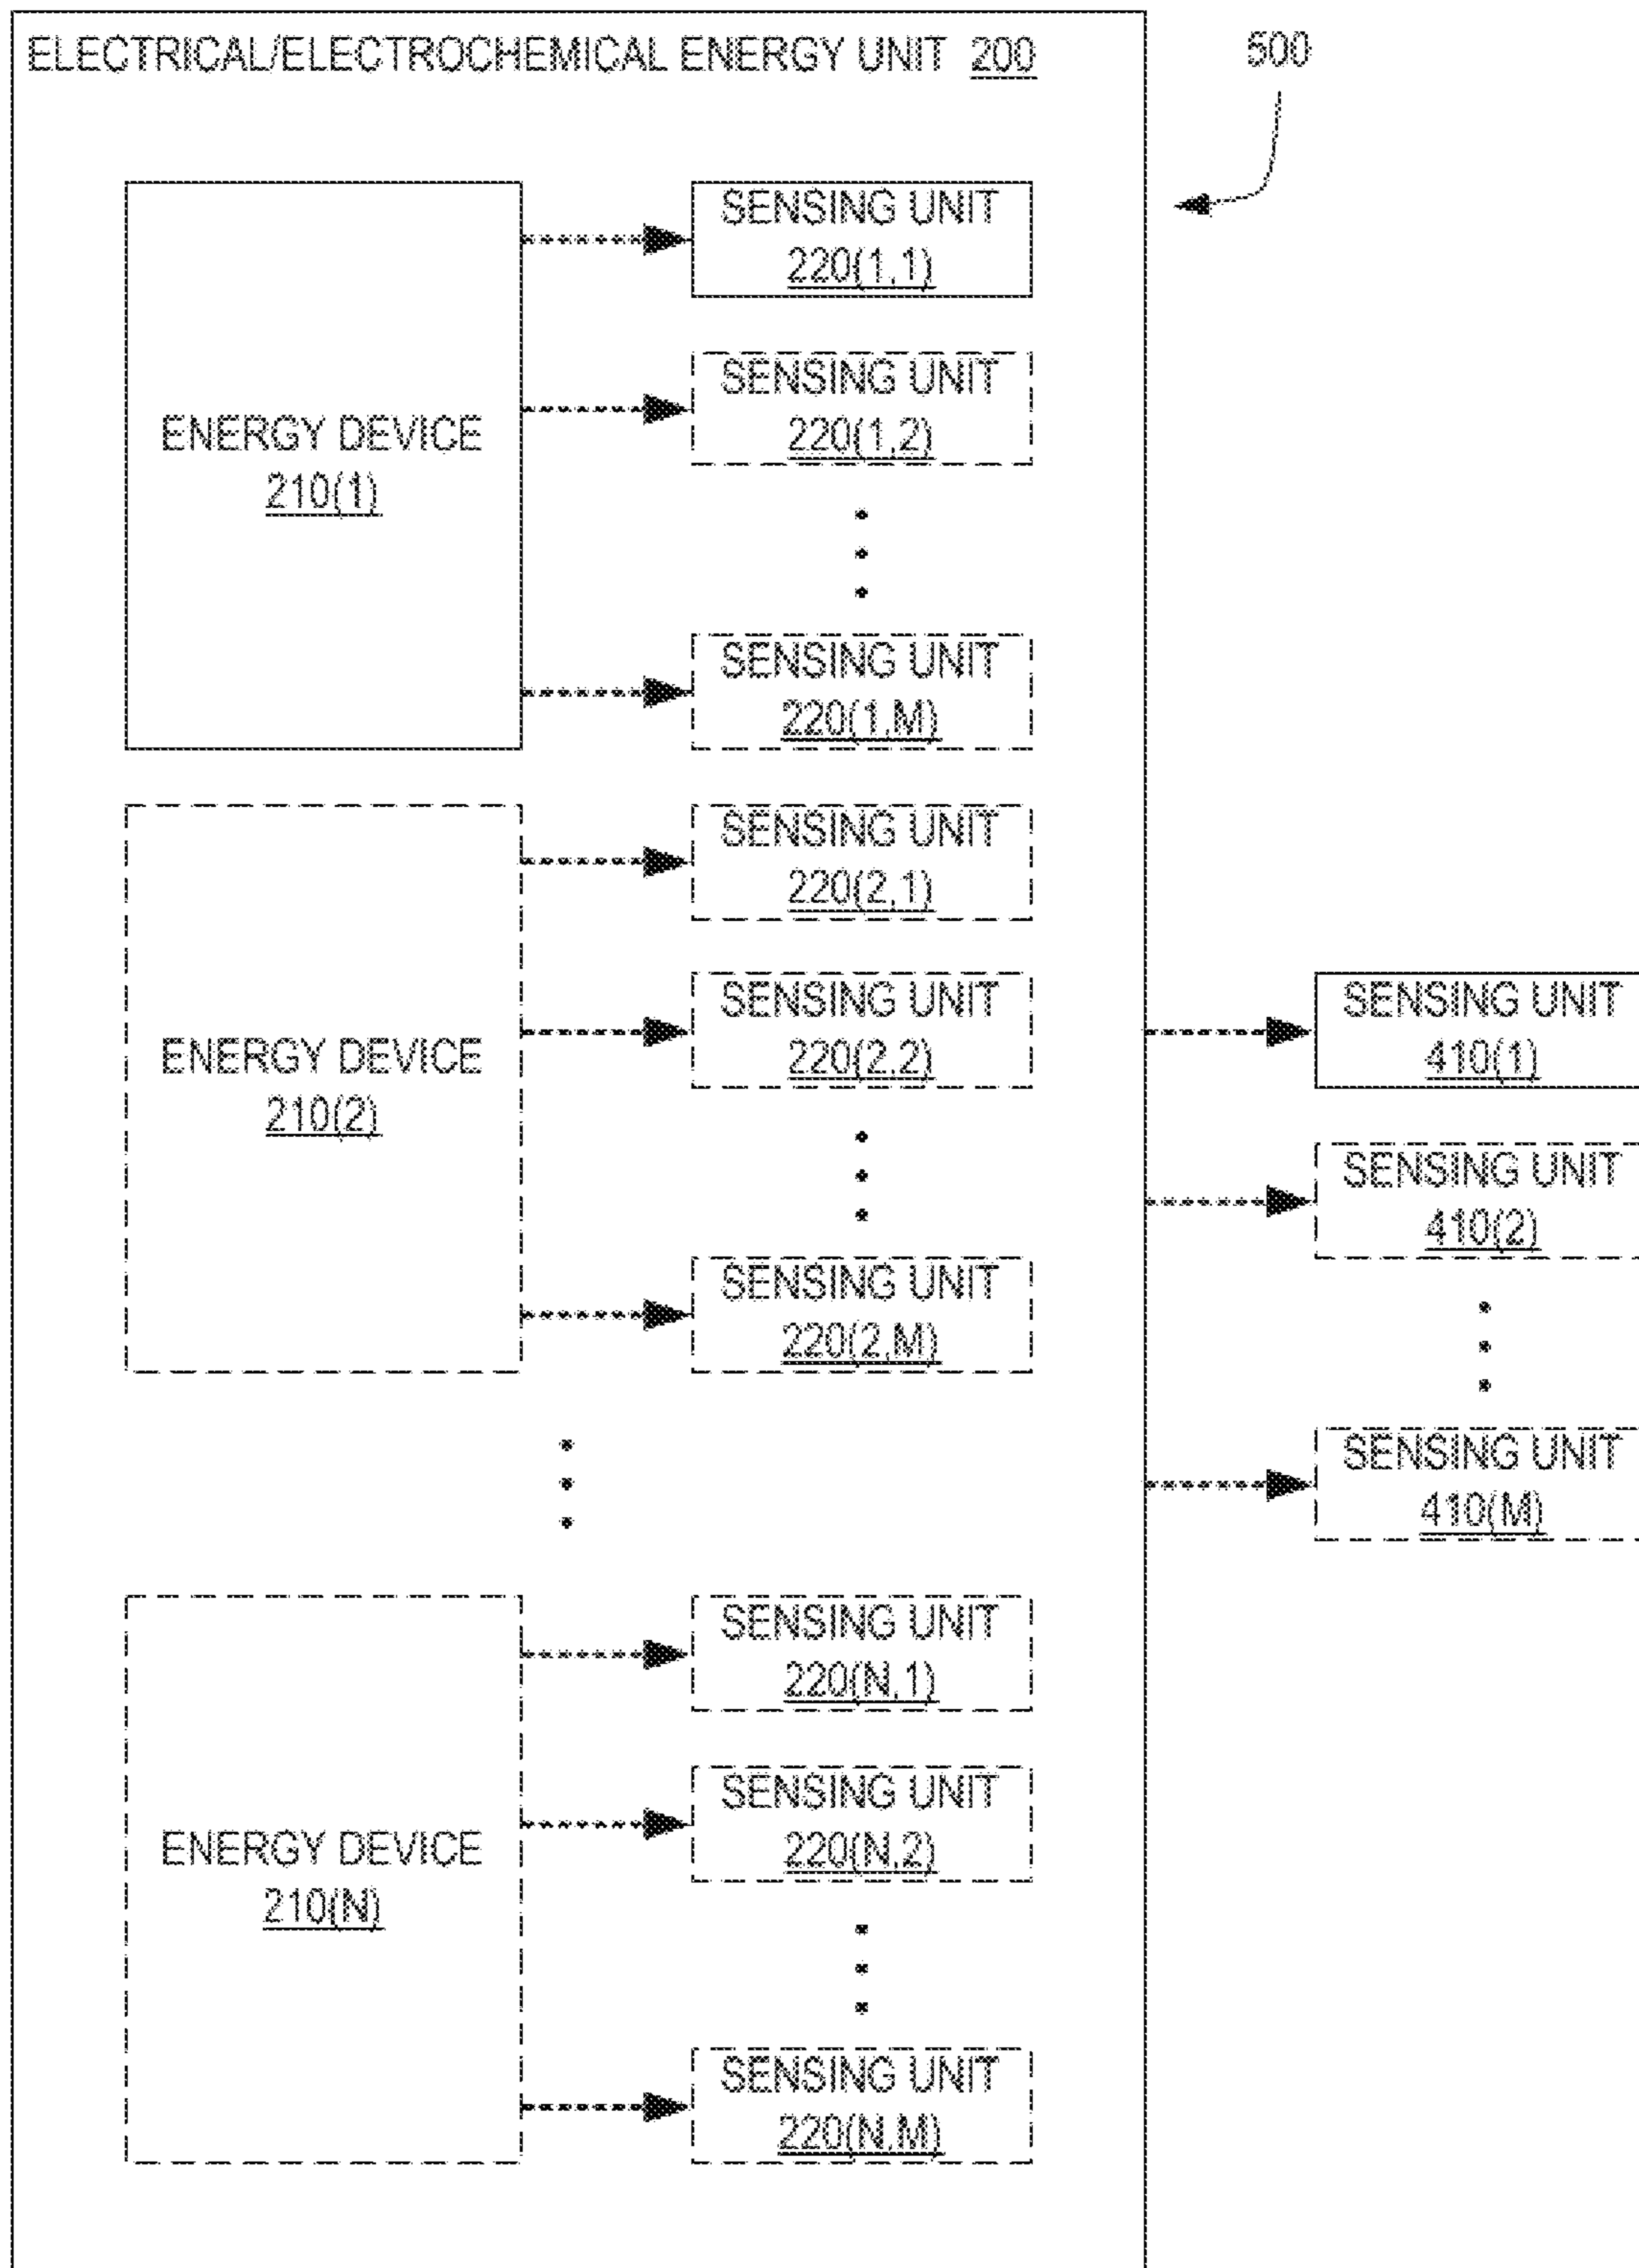 ELECTRICAL/ELECTROCHEMICAL ENERGY UNIT 200
500
ENERGY DEVICE
210(1)
SENSING UNIT
220(1,1)
SENSING UNIT
220(1,2)
SENSING UNIT
220(1,M)
ENERGY DEVICE
210(2)
SENSING UNIT
220(2,1)
SENSING UNIT
220(2,2)
SENSING UNIT
220(2,M)
SENSING UNIT
410(1)
SENSING UNIT
410(2)
SENSING UNIT
410(M)
ENERGY DEVICE
210(N)
SENSING UNIT
220(N,1)
SENSING UNIT
220(N,2)
SENSING UNIT
220(N,M)